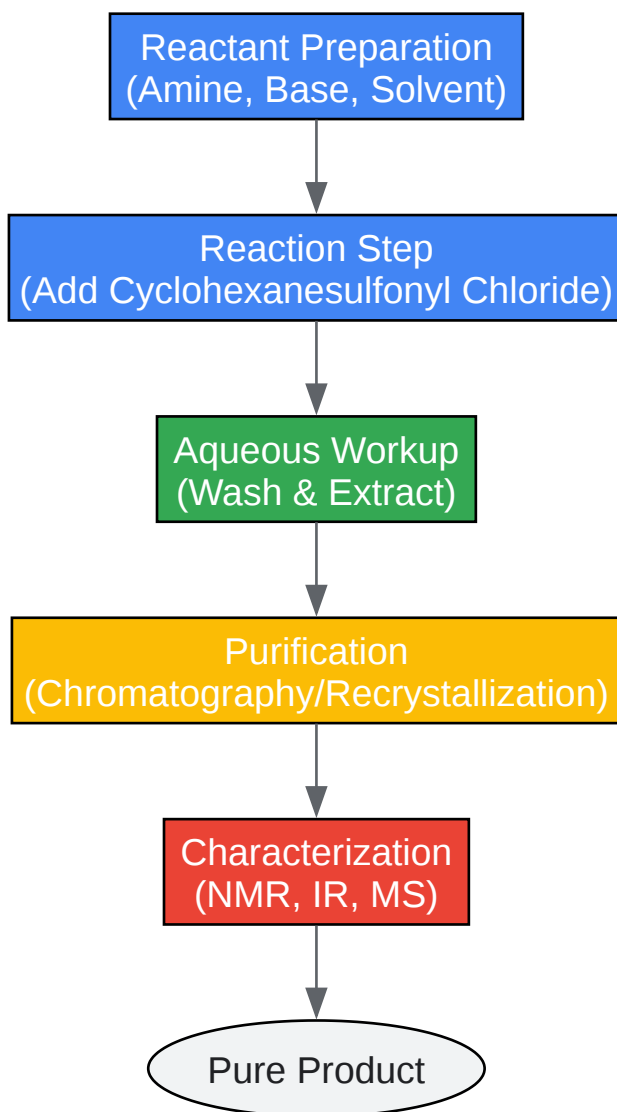 Reactant Preparation
(Amine, Base, Solvent)
Reaction Step
(Add Cyclohexanesulfonyl Chloride)
Aqueous Workup
(Wash & Extract)
Purification
(Chromatography/Recrystallization)
Characterization
(NMR, IR, MS)
Pure Product